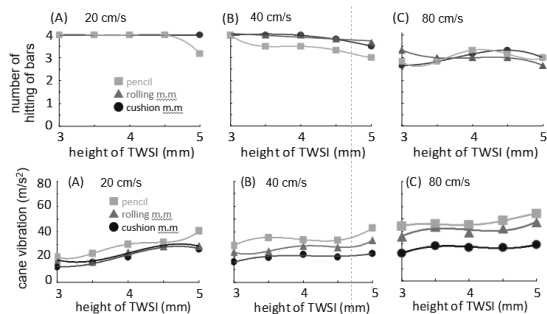 (A) 20 cm/s
(B) 40 cm/s
(C) 80 cm/s
number of
hitting of bars
4
3
2
1
0
pencil
rolling m.m
cushion m.m
3 4 5
3 4 5
3 4 5
height of TWSI (mm)
height of TWSI (mm)
height of TWSI (mm)
(A) 20 cm/s
(B) 40 cm/s
(C) 80 cm/s
cane vibration (m/s²)
80
60
40
20
0
pencil
rolling m.m
cushion m.m
3 4 5
3 4 5
3 4 5
height of TWSI (mm)
height of TWSI (mm)
height of TWSI (mm)